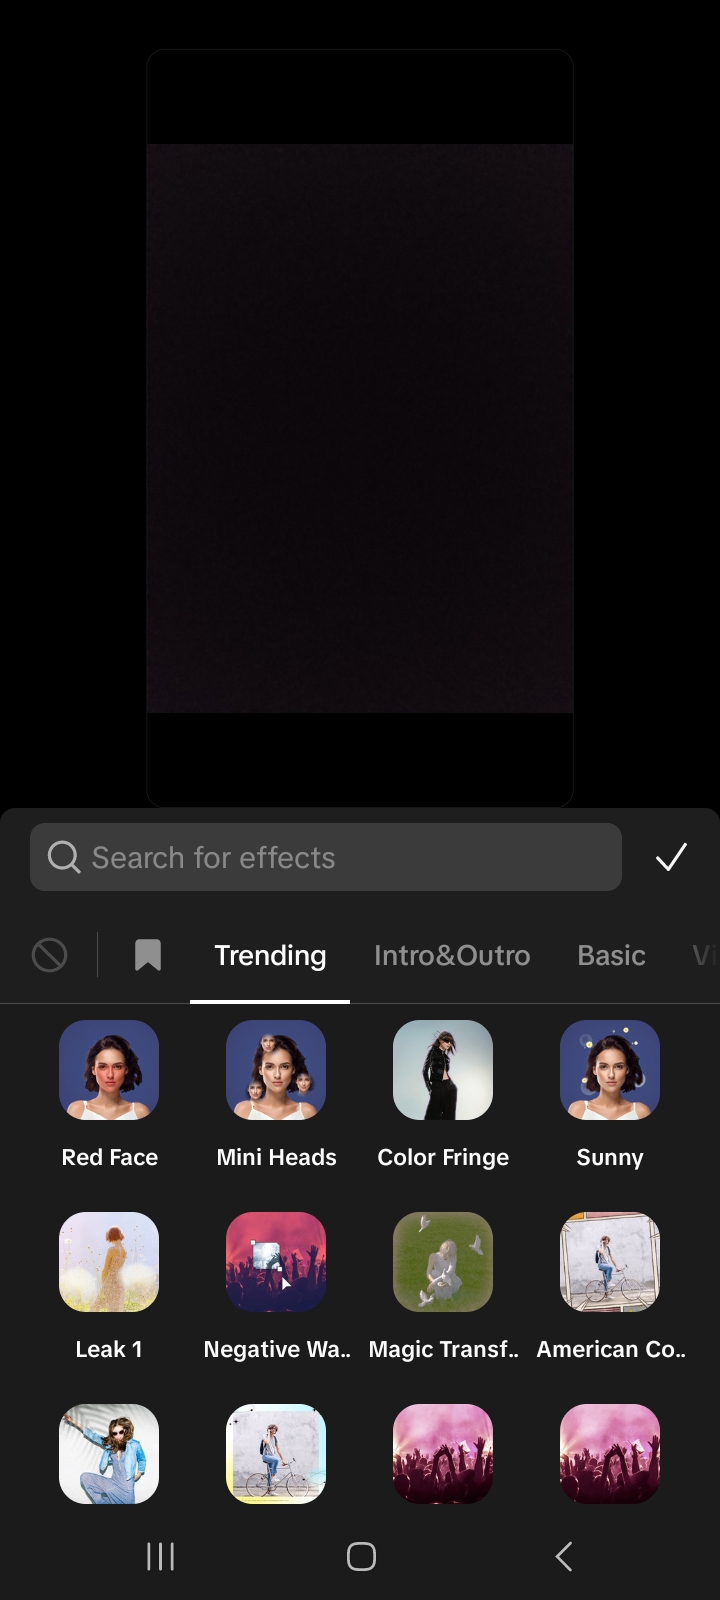 Search for effects
Trending Intro&Outro Basic Vi
Red Face Mini Heads Color Fringe Sunny
Leak 1 Negative Wa.. Magic Transf.. American Co..